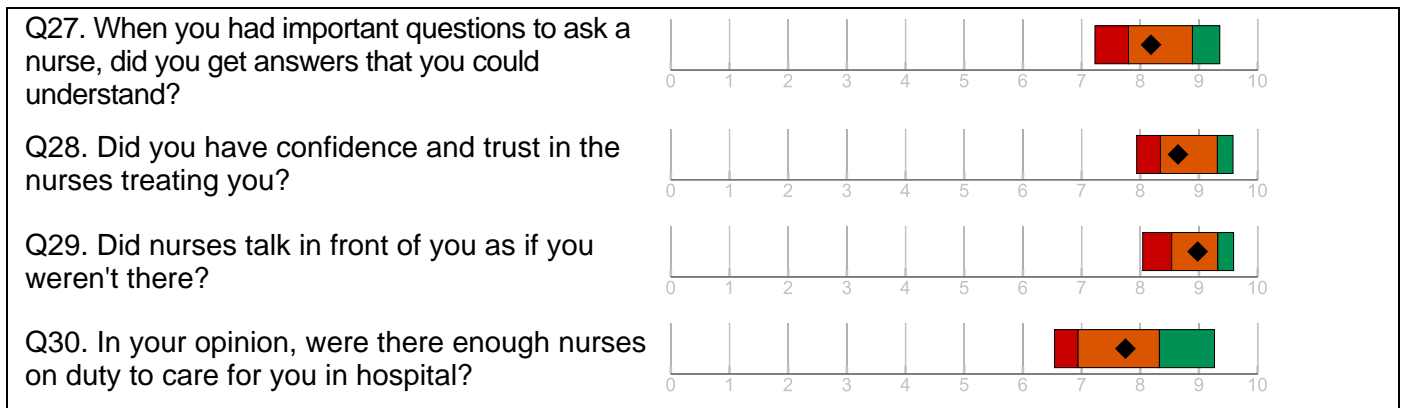 Q27. When you had important questions to ask a
nurse, did you get answers that you could
understand?
0 1 2 3 4 5 6 7 8 9 10
Q28. Did you have confidence and trust in the
nurses treating you?
0 1 2 3 4 5 6 7 8 9 10
Q29. Did nurses talk in front of you as if you
weren't there?
0 1 2 3 4 5 6 7 8 9 10
Q30. In your opinion, were there enough nurses
on duty to care for you in hospital?
0 1 2 3 4 5 6 7 8 9 10